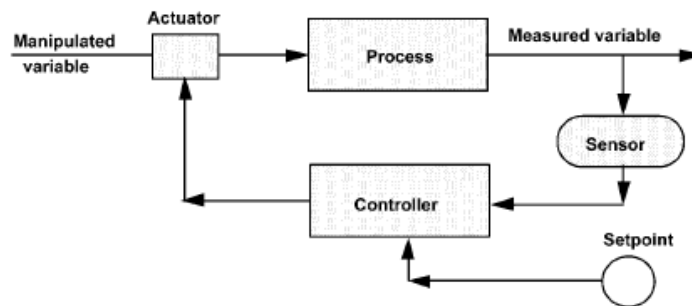 Actuator
Manipulated
variable
Process
Measured variable
Sensor
Controller
Setpoint